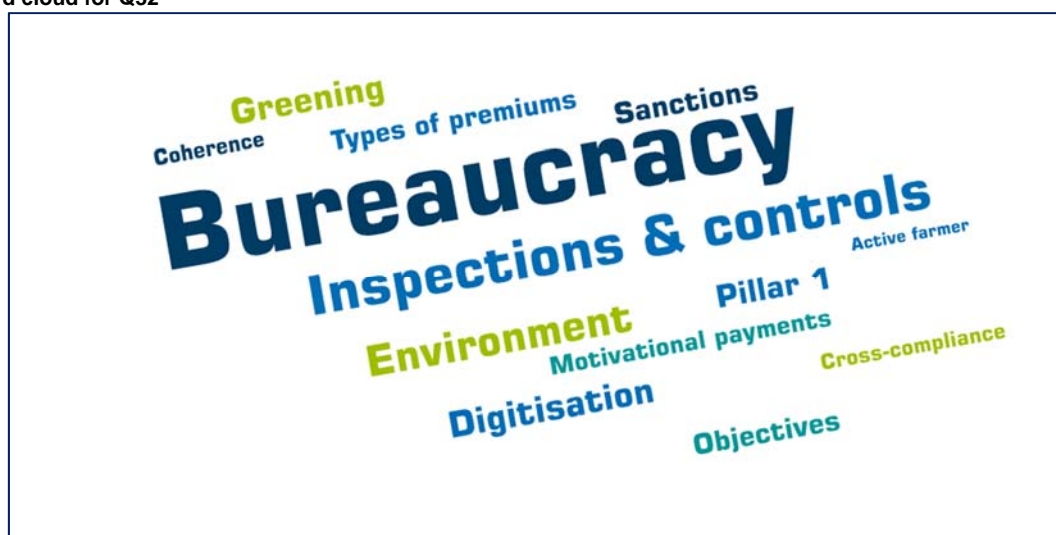 d cloud for Q32
Greening
Types of premiums
Sanctions
Coherence
Bureaucracy
Inspections & controls
Active farmer
Pillar 1
Environment
Motivational payments
Cross-compliance
Digitisation
Objectives